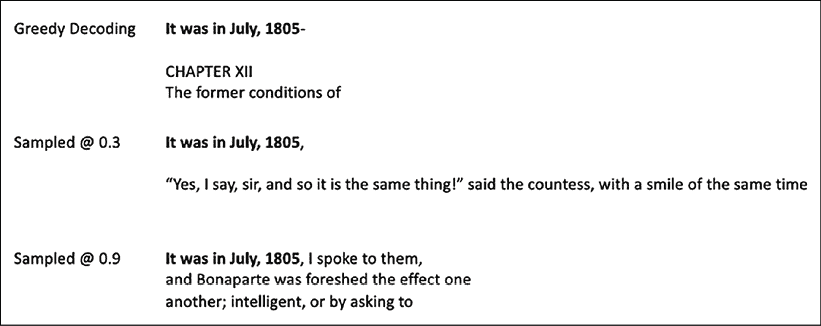 Greedy Decoding It was in July, 1805-
CHAPTER XII
The former conditions of
Sampled @ 0.3 It was in July, 1805,
“Yes, I say, sir, and so it is the same thing!” said the countess, with a smile of the same time
Sampled @ 0.9 It was in July, 1805, I spoke to them,
and Bonaparte was foreshed the effect one
another; intelligent, or by asking to